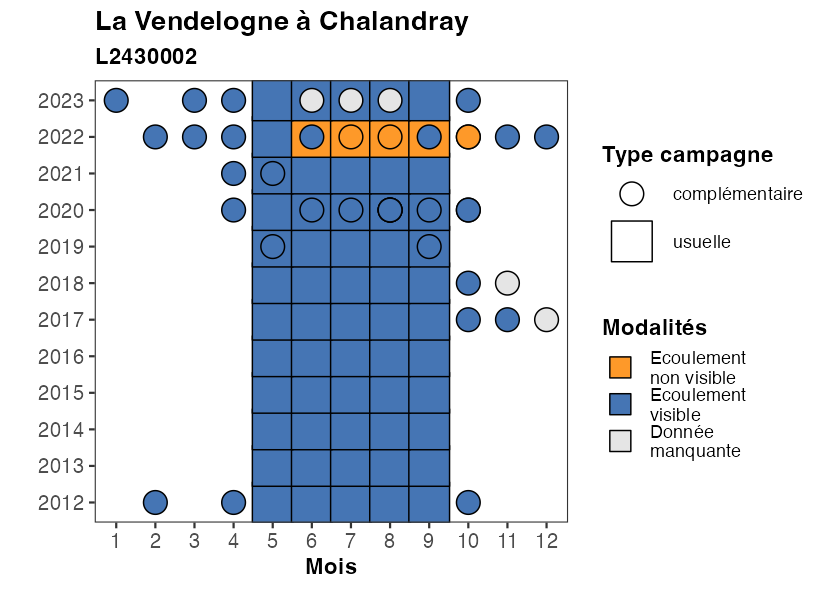 La Vendelogne à Chalandray
L2430002
2023
2022
2021
2020
2019
2018
2017
2016
2015
2014
2013
2012
1 2 3 4 5 6 7 8 9 10 11 12
Mois
Type campagne
complémentaire
usuelle
Modalités
Ecoulement
non visible
Ecoulement
visible
Donnée
manquante